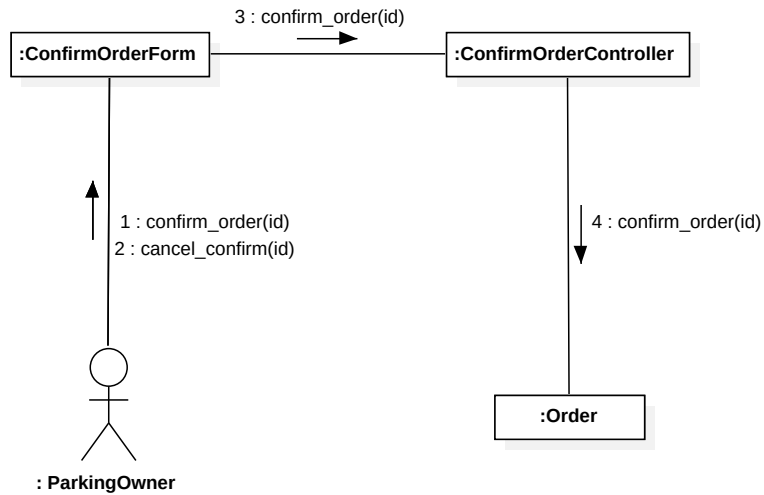 3 : confirm_order(id)
:ConfirmOrderForm
:ConfirmOrderController
1 : confirm_order(id)
2 : cancel_confirm(id)
4 : confirm_order(id)
:Order
: ParkingOwner